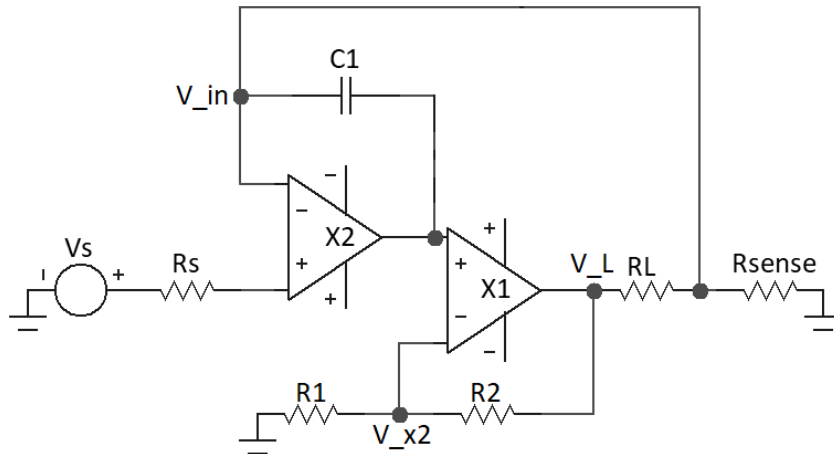 C1
V_in
−
X2
+
+
Vs
-
+
Rs
+
+
X1
−
−
V_L
RL
Rsense
R1
R2
V_x2